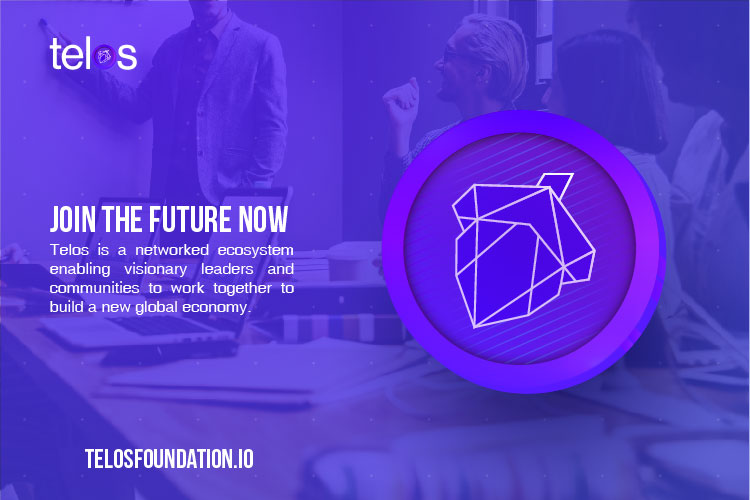 telos
JOIN THE FUTURE NOW
Telos is a networked ecosystem
enabling visionary leaders and
communities to work together to
build a new global economy.
TELOSFOUNDATION.IO